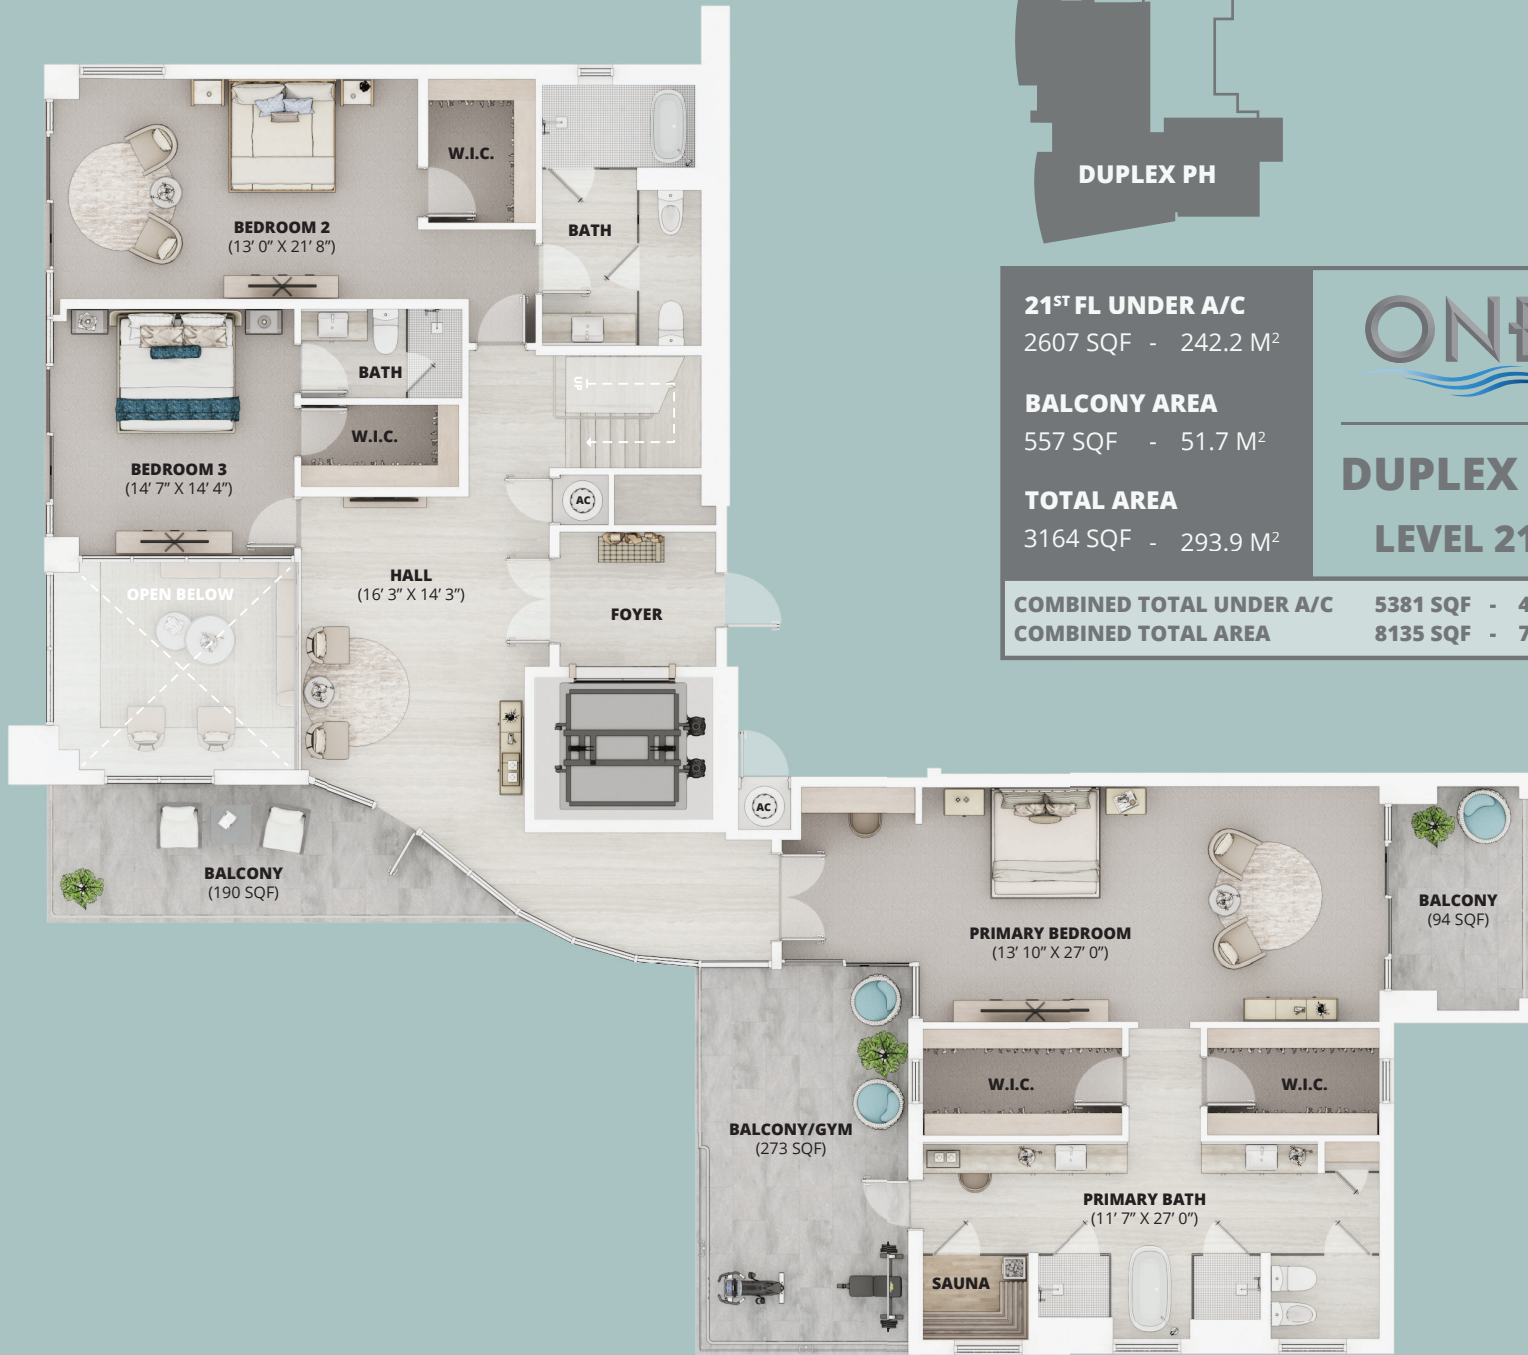 DUPLEX PH
21ST FL UNDER A/C
2607 SQF - 242.2 M²
BALCONY AREA
557 SQF - 51.7 M²
TOTAL AREA
3164 SQF - 293.9 M²
DUPLEX
LEVEL 21
COMBINED TOTAL UNDER A/C 5381 SQF -
COMBINED TOTAL AREA 8135 SQF -
W.I.C.
BEDROOM 2
(13' 0" X 21' 8")
BATH
BATH
UP
W.I.C.
BEDROOM 3
(14' 7" X 14' 4")
AC
HALL
(16' 3" X 14' 3")
OPEN BELOW
FOYER
AC
BALCONY
(190 SQF)
PRIMARY BEDROOM
(13' 10" X 27' 0")
BALCONY
(94 SQF)
W.I.C.
W.I.C.
BALCONY/GYM
(273 SQF)
PRIMARY BATH
(11' 7" X 27' 0")
SAUNA